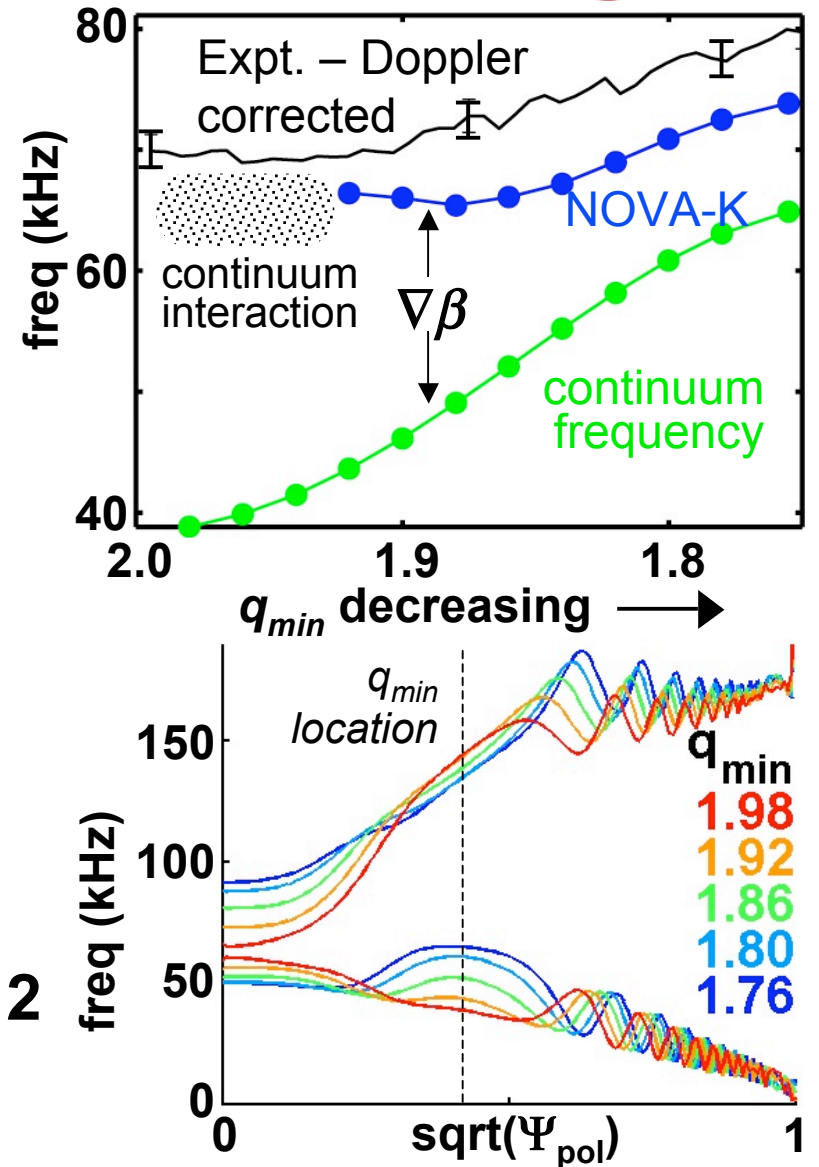 80
Expt. – Doppler
corrected
NOVA-K
continuum
interaction
∇β
60
continuum
frequency
40
freq (kHz)
2.0 1.9 1.8
q_min decreasing
q_min
location
150
100
50
0
freq (kHz)
q_min
1.98
1.92
1.86
1.80
1.76
2
0 sqrt(Ψ_pol) 1